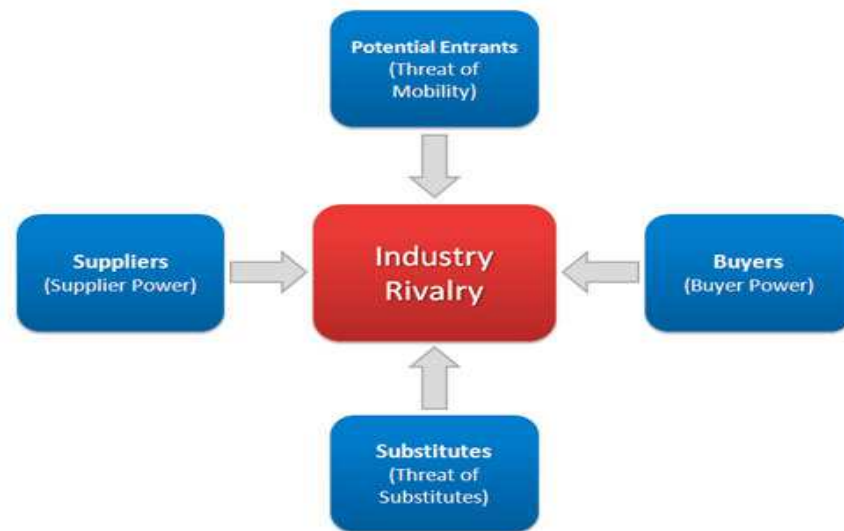 Potential Entrants
(Threat of
Mobility)
Suppliers
(Supplier Power)
Industry
Rivalry
Buyers
(Buyer Power)
Substitutes
(Threat of
Substitutes)